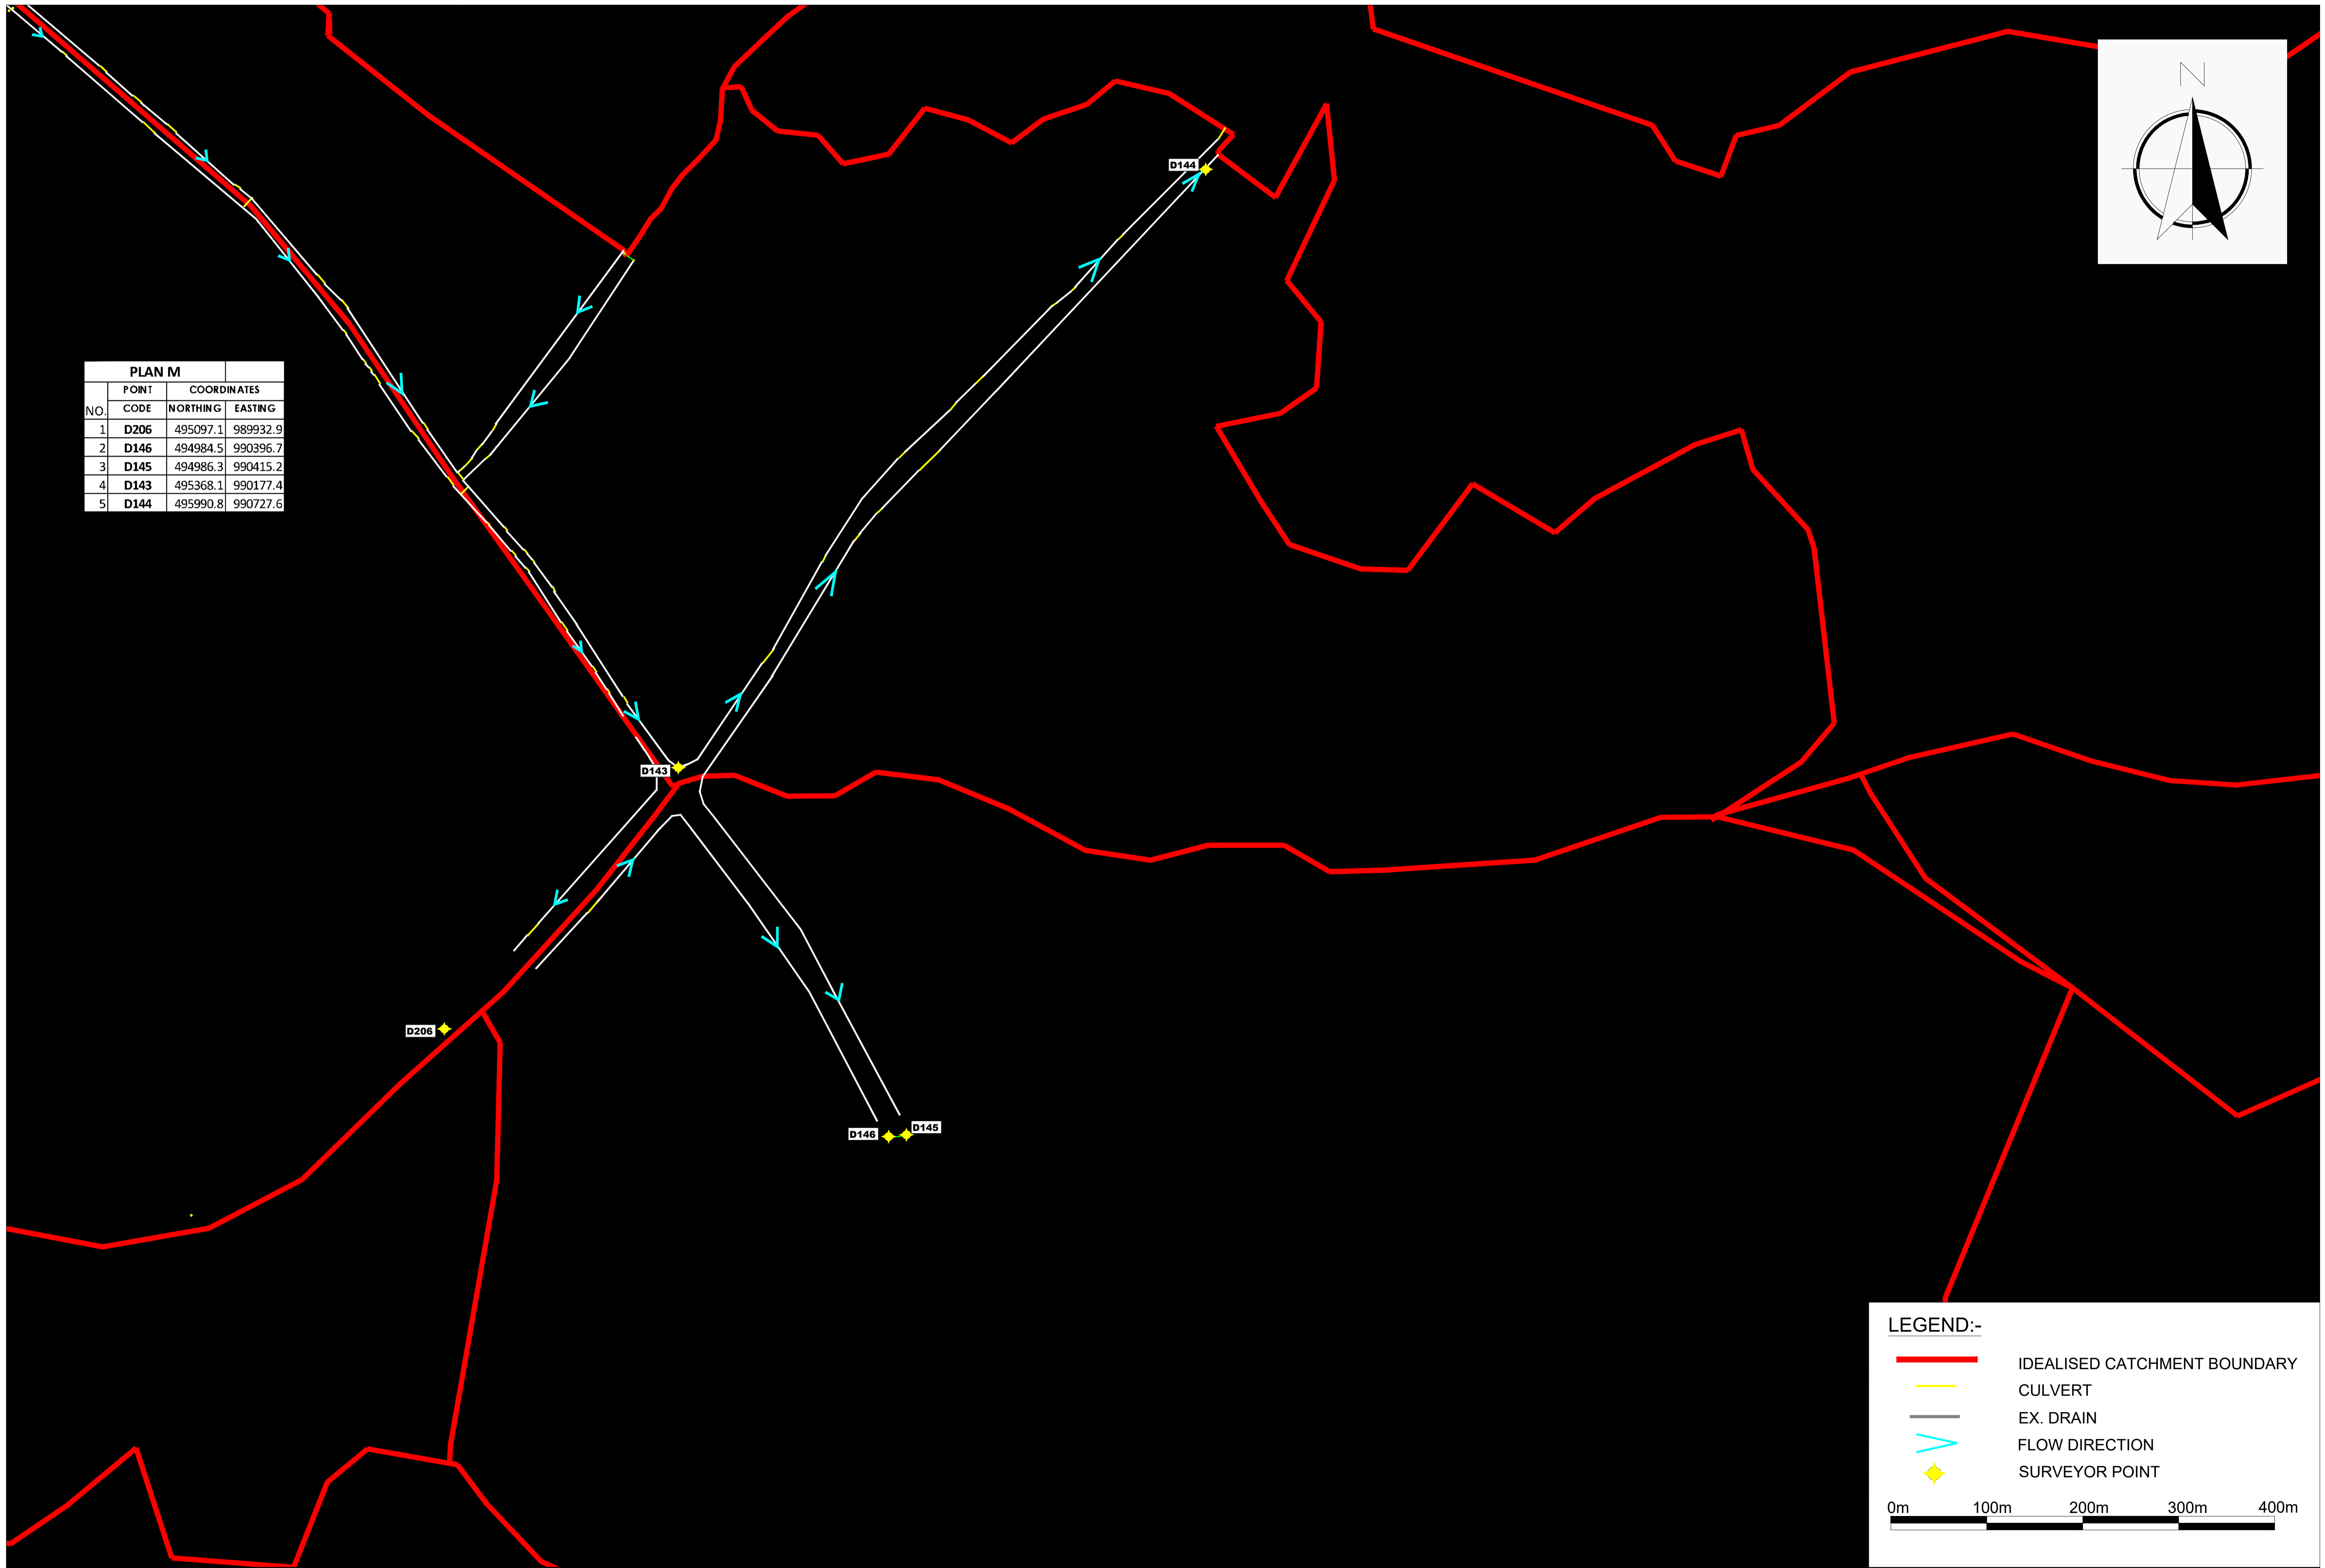 N
D144
PLAN M
NO. POINT CODE COORDINATES
NORTHING EASTING
1 D206 495097.1 989932.9
2 D146 494984.5 990396.7
3 D145 494986.3 990415.2
4 D143 495368.1 990177.4
5 D144 495990.8 990727.6
D143
D206
D146
D145
LEGEND:-
IDEALISED CATCHMENT BOUNDARY
CULVERT
EX. DRAIN
FLOW DIRECTION
SURVEYOR POINT
0m 100m 200m 300m 400m